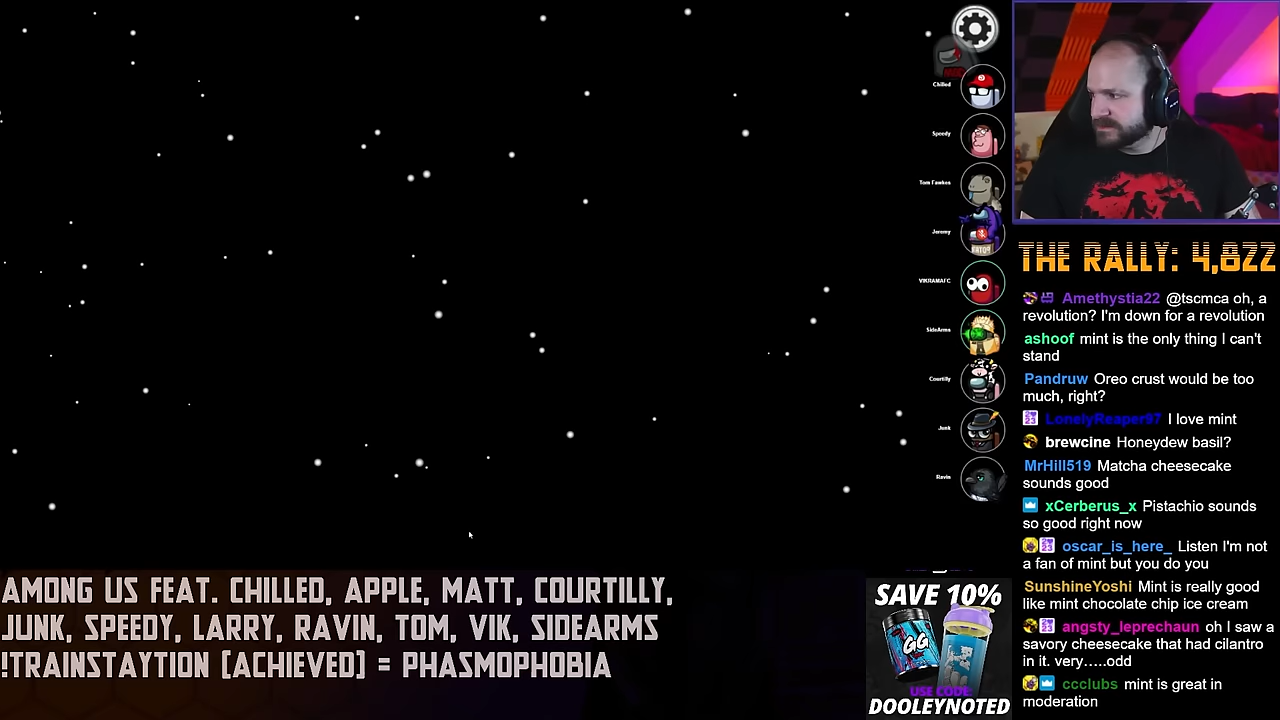 Chilled
Speedy
Tom Fawkes
Jeremy
VIKRAMAFC
SideArms
Courtilly
Junk
Ravin
THE RALLY: 4,822
Amethystia22 @tscmca oh, a
revolution? I'm down for a revolution
ashoof mint is the only thing I can't
stand
Pandruw Oreo crust would be too
much, right?
LonelyReaper97 I love mint
brewcine Honeydew basil?
MrHill519 Matcha cheesecake
sounds good
xCerberus_x Pistachio sounds
so good right now
oscar_is_here_ Listen I'm not
a fan of mint but you do you
SunshineYoshi Mint is really good
like mint chocolate chip ice cream
angsty_leprechaun oh I saw a
savory cheesecake that had cilantro
in it. very.....odd
ccclubs mint is great in
moderation
AMONG US FEAT. CHILLED, APPLE, MATT, COURTILLY,
JUNK, SPEEDY, LARRY, RAVIN, TOM, VIK, SIDEARMS
!TRAINSTAYTION [ACHIEVED] = PHASMOPHOBIA
SAVE 10%
GG
USE CODE:
DOOLEYNOTED